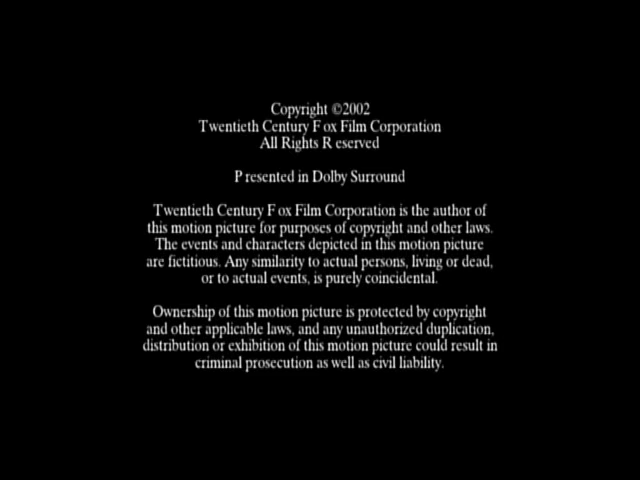 Copyright ©2002
Twentieth Century Fox Film Corporation
All Rights Reserved
Presented in Dolby Surround
Twentieth Century Fox Film Corporation is the author of
this motion picture for purposes of copyright and other laws.
The events and characters depicted in this motion picture
are fictitious. Any similarity to actual persons, living or dead,
or to actual events, is purely coincidental.
Ownership of this motion picture is protected by copyright
and other applicable laws, and any unauthorized duplication,
distribution or exhibition of this motion picture could result in
criminal prosecution as well as civil liability.